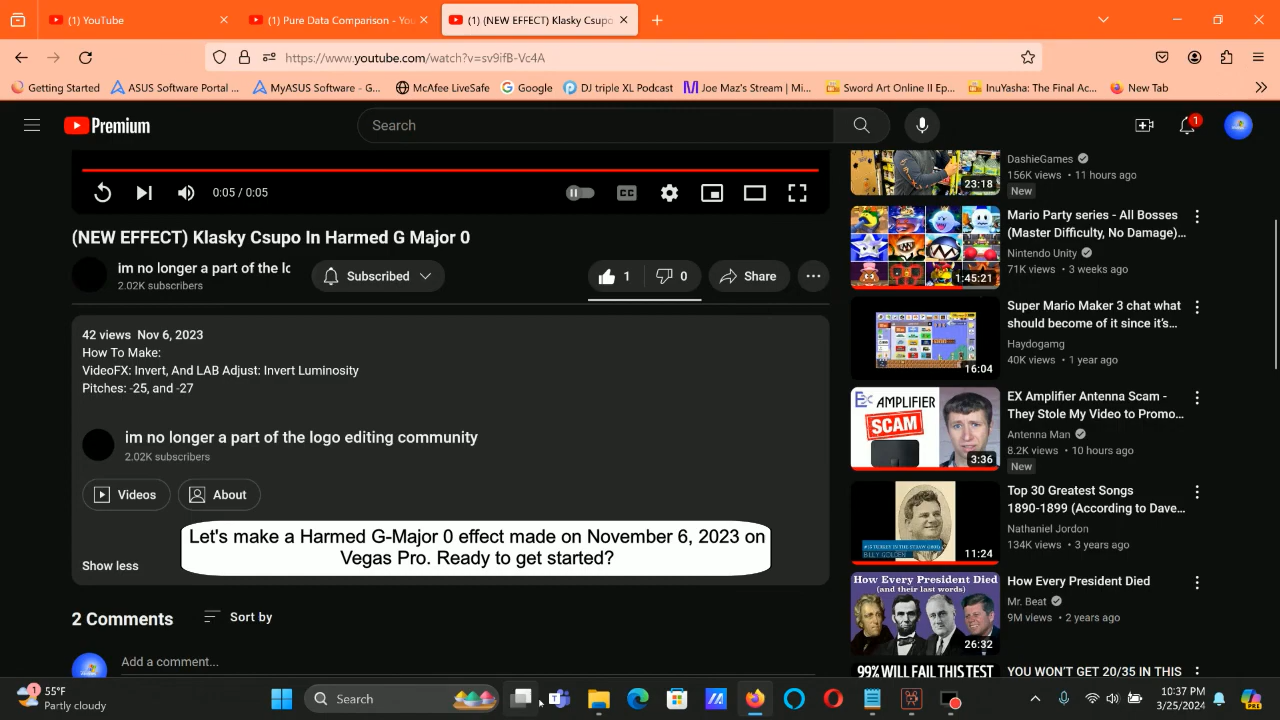 (1) YouTube
(1) Pure Data Comparison - You
(1) (NEW EFFECT) Klasky Csupo
https://www.youtube.com/watch?v=sv9ifB-Vc4A
Getting Started
ASUS Software Portal ...
MyASUS Software - G...
McAfee LiveSafe
Google
DJ triple XL Podcast
Joe Maz's Stream | Mi...
Sword Art Online II Ep...
InuYasha: The Final Ac...
New Tab
Premium
Search
1
0:05 / 0:05
CC
(NEW EFFECT) Klasky Csupo In Harmed G Major 0
im no longer a part of the lo
2.02K subscribers
Subscribed
1
0
Share
42 views Nov 6, 2023
How To Make:
VideoFX: Invert, And LAB Adjust: Invert Luminosity
Pitches: -25, and -27
im no longer a part of the logo editing community
2.02K subscribers
Videos
About
Let's make a Harmed G-Major 0 effect made on November 6, 2023 on
Vegas Pro. Ready to get started?
Show less
2 Comments
Sort by
Add a comment...
23:18
DashieGames
156K views • 11 hours ago
New
1:45:21
Mario Party series - All Bosses
(Master Difficulty, No Damage)...
Nintendo Unity
71K views • 3 weeks ago
16:04
Super Mario Maker 3 chat what
should become of it since it's...
Haydogamg
40K views • 1 year ago
EX AMPLIFIER
SCAM
3:36
EX Amplifier Antenna Scam -
They Stole My Video to Promo...
Antenna Man
8.2K views • 10 hours ago
New
11:24
Top 30 Greatest Songs
1890-1899 (According to Dave...
Nathaniel Jordon
134K views • 3 years ago
How Every President Died
(and their last words)
26:32
How Every President Died
Mr. Beat
9M views • 2 years ago
99% WILL FAIL THIS TEST
YOU WON'T GET 20/35 IN THIS
1
55°F
Partly cloudy
Search
10:37 PM
3/25/2024
PRE